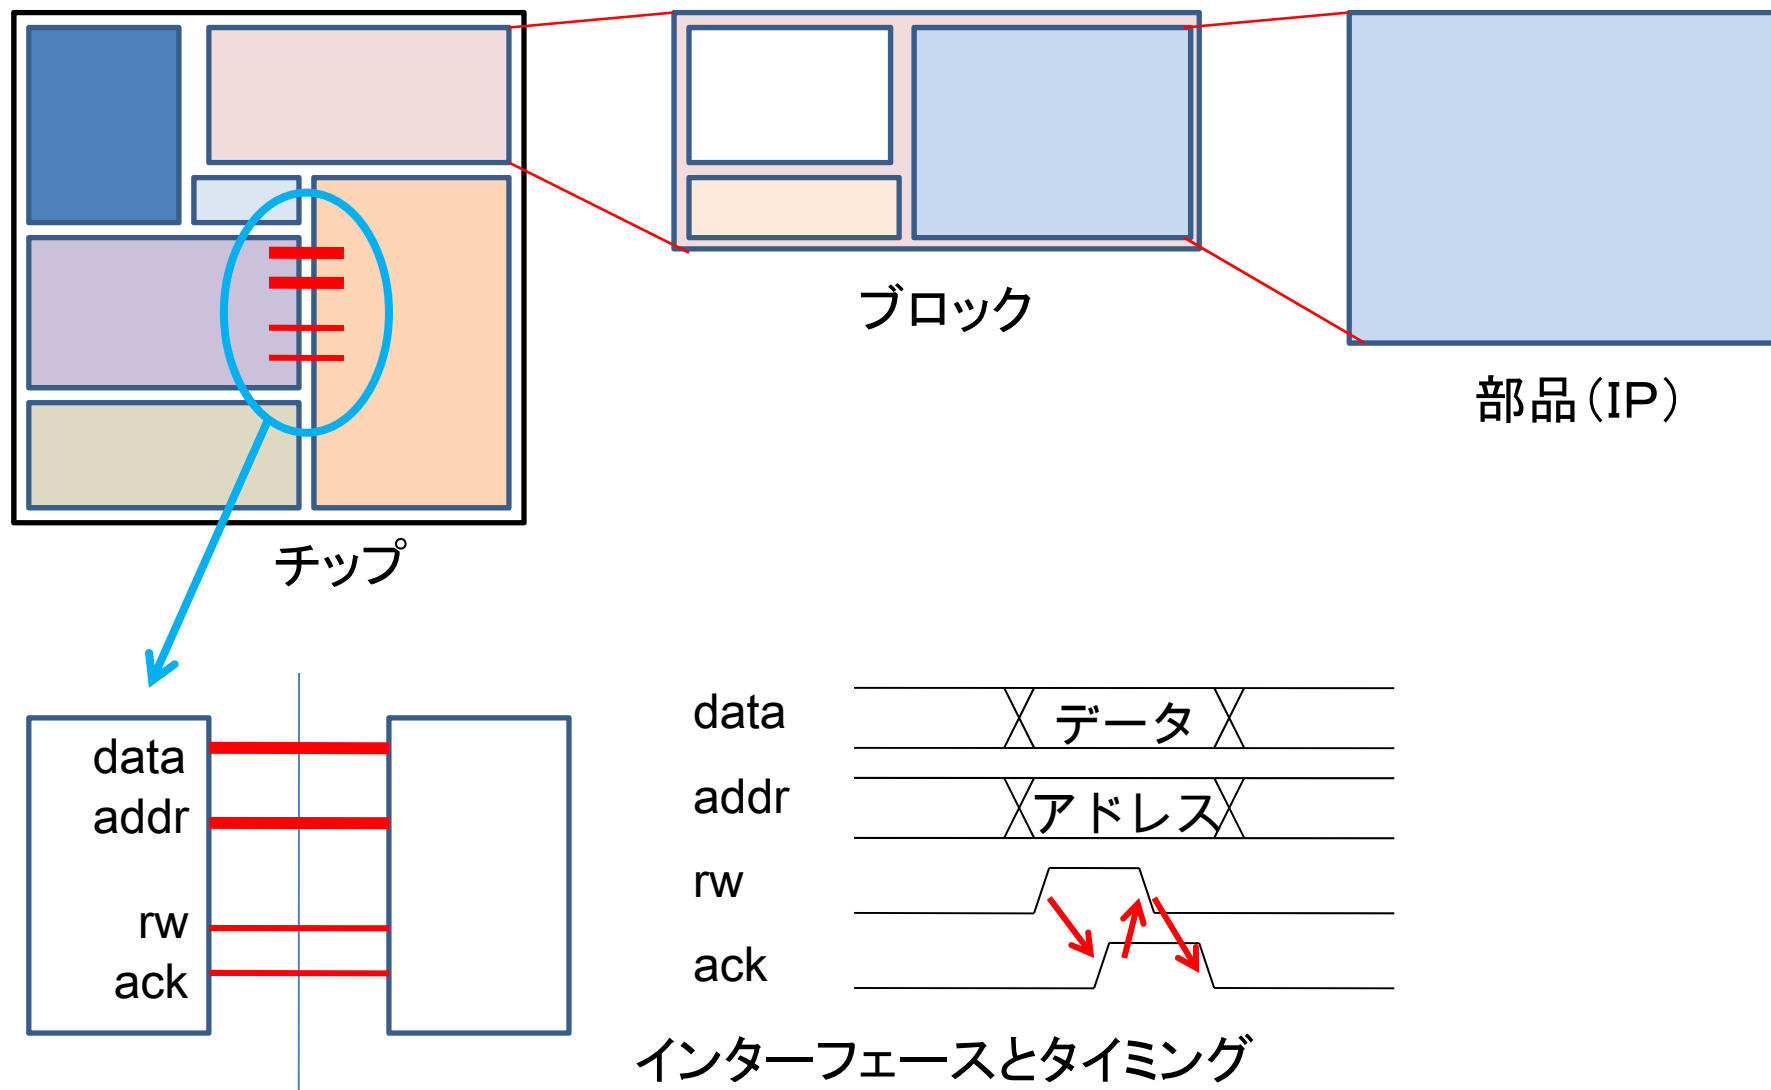 ブロック
部品(IP)
チップ
data
addr
rw
ack
data
データ
addr
アドレス
rw
ack
インターフェースとタイミング